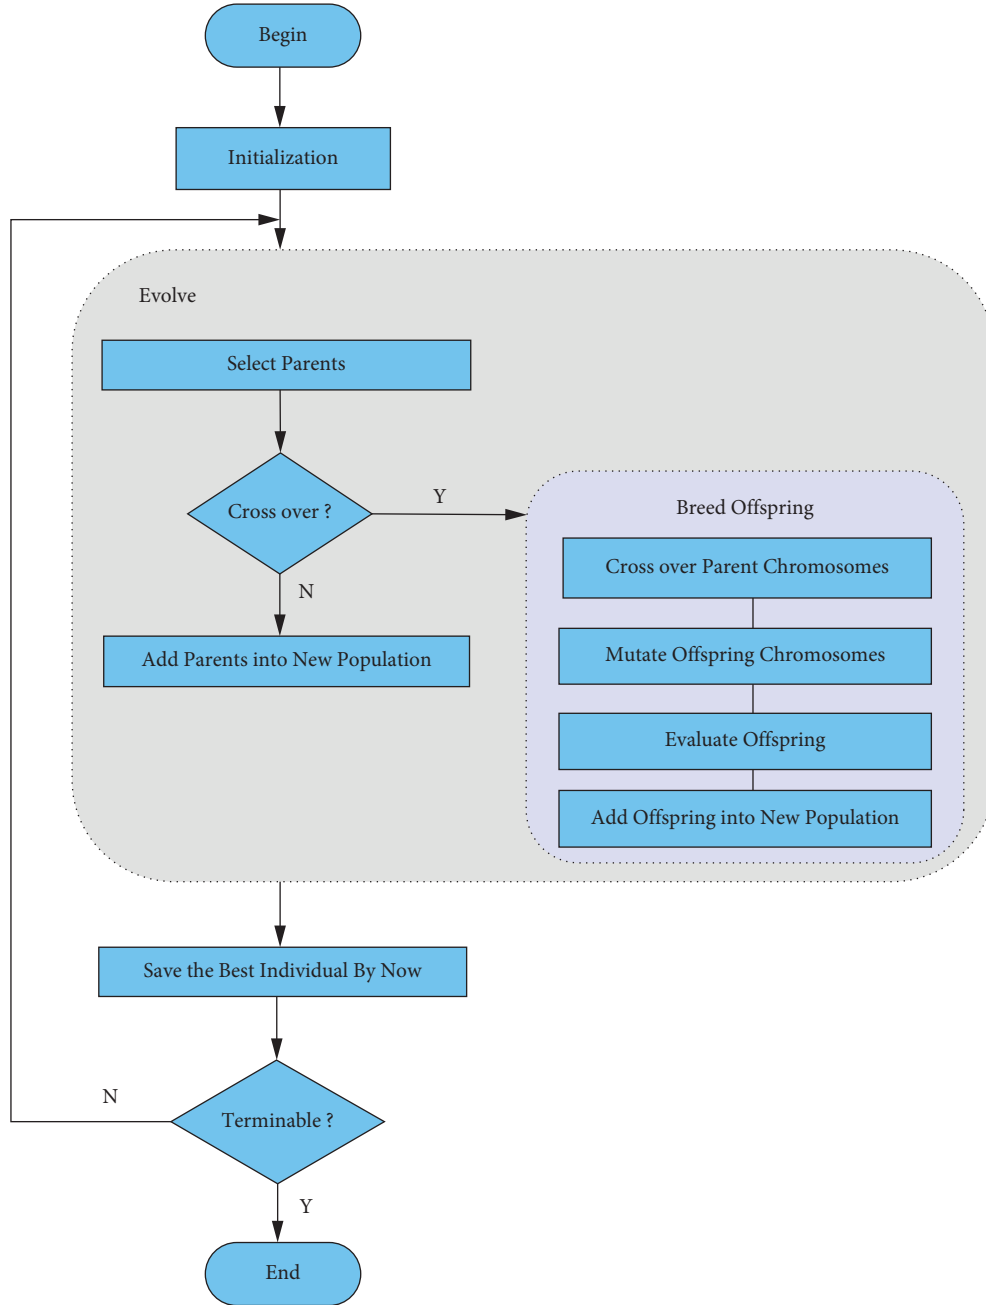 Begin
Initialization
Evolve
Select Parents
Cross over ?
Y
N
Add Parents into New Population
Breed Offspring
Cross over Parent Chromosomes
Mutate Offspring Chromosomes
Evaluate Offspring
Add Offspring into New Population
Save the Best Individual By Now
Terminable ?
N
Y
End